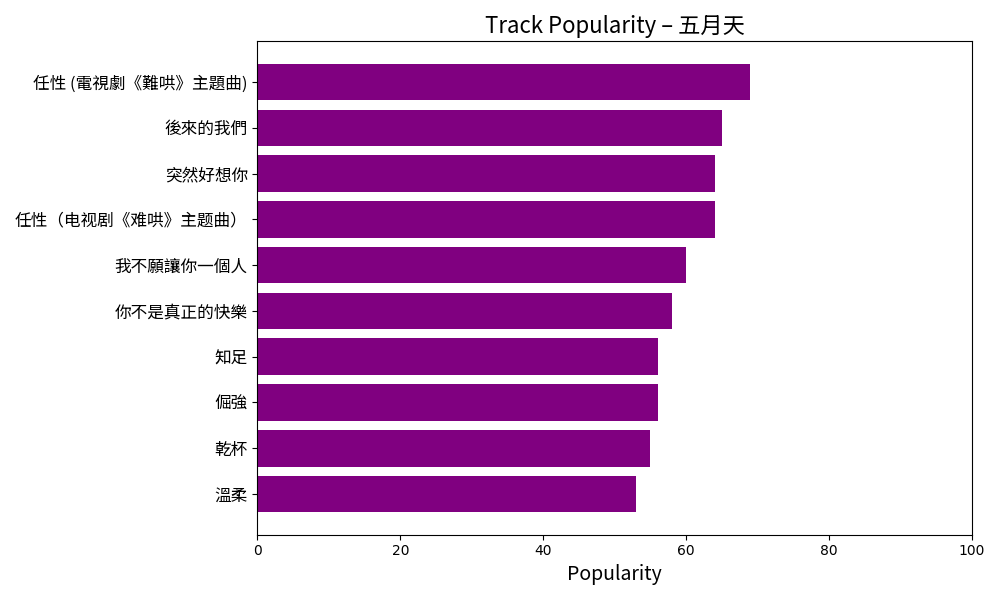 Track Popularity – 五月天
任性 (電視劇《難哄》主題曲)
後來的我們
突然好想你
任性（电视剧《难哄》主题曲）
我不願讓你一個人
你不是真正的快樂
知足
倔強
乾杯
溫柔
0 20 40 60 80 100
Popularity